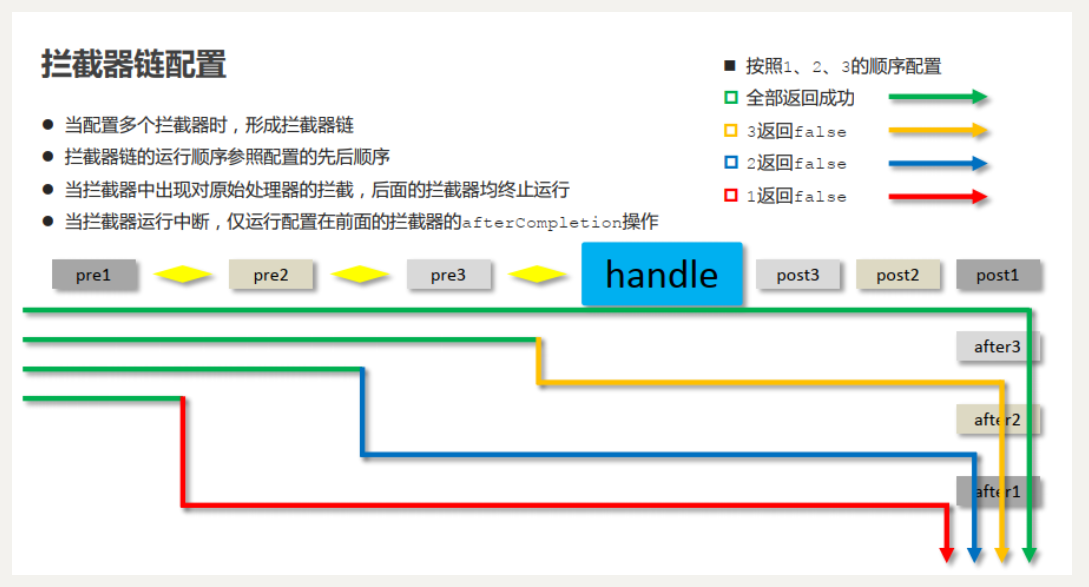 拦截器链配置
● 当配置多个拦截器时，形成拦截器链
● 拦截器链的运行顺序参照配置的先后顺序
● 当拦截器中出现对原始处理器的拦截，后面的拦截器均终止运行
● 当拦截器运行中断，仅运行配置在前面的拦截器的afterCompletion操作
■ 按照1、2、3的顺序配置
全部返回成功
3返回false
2返回false
1返回false
pre1 pre2 pre3 handle post3 post2 post1
after3
after2
after1